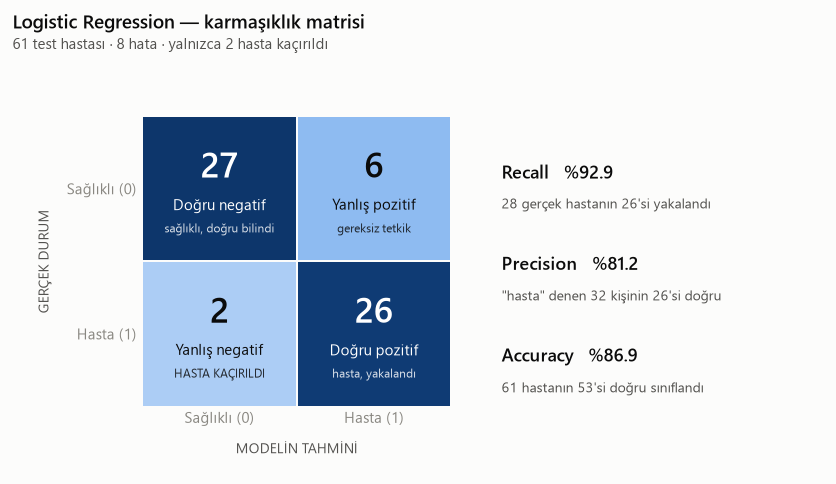 Logistic Regression — karmaşıklık matrisi
61 test hastası · 8 hata · yalnızca 2 hasta kaçırıldı
GERÇEK DURUM
Sağlıklı (0)
27
Doğru negatif
sağlıklı, doğru bilindi
6
Yanlış pozitif
gereksiz tetkik
Hasta (1)
2
Yanlış negatif
HASTA KAÇIRILDI
26
Doğru pozitif
hasta, yakalandı
Sağlıklı (0)
Hasta (1)
MODELİN TAHMİNİ
Recall %92.9
28 gerçek hastanın 26'si yakalandı
Precision %81.2
"hasta" denen 32 kişinin 26'si doğru
Accuracy %86.9
61 hastanın 53'si doğru sınıflandı